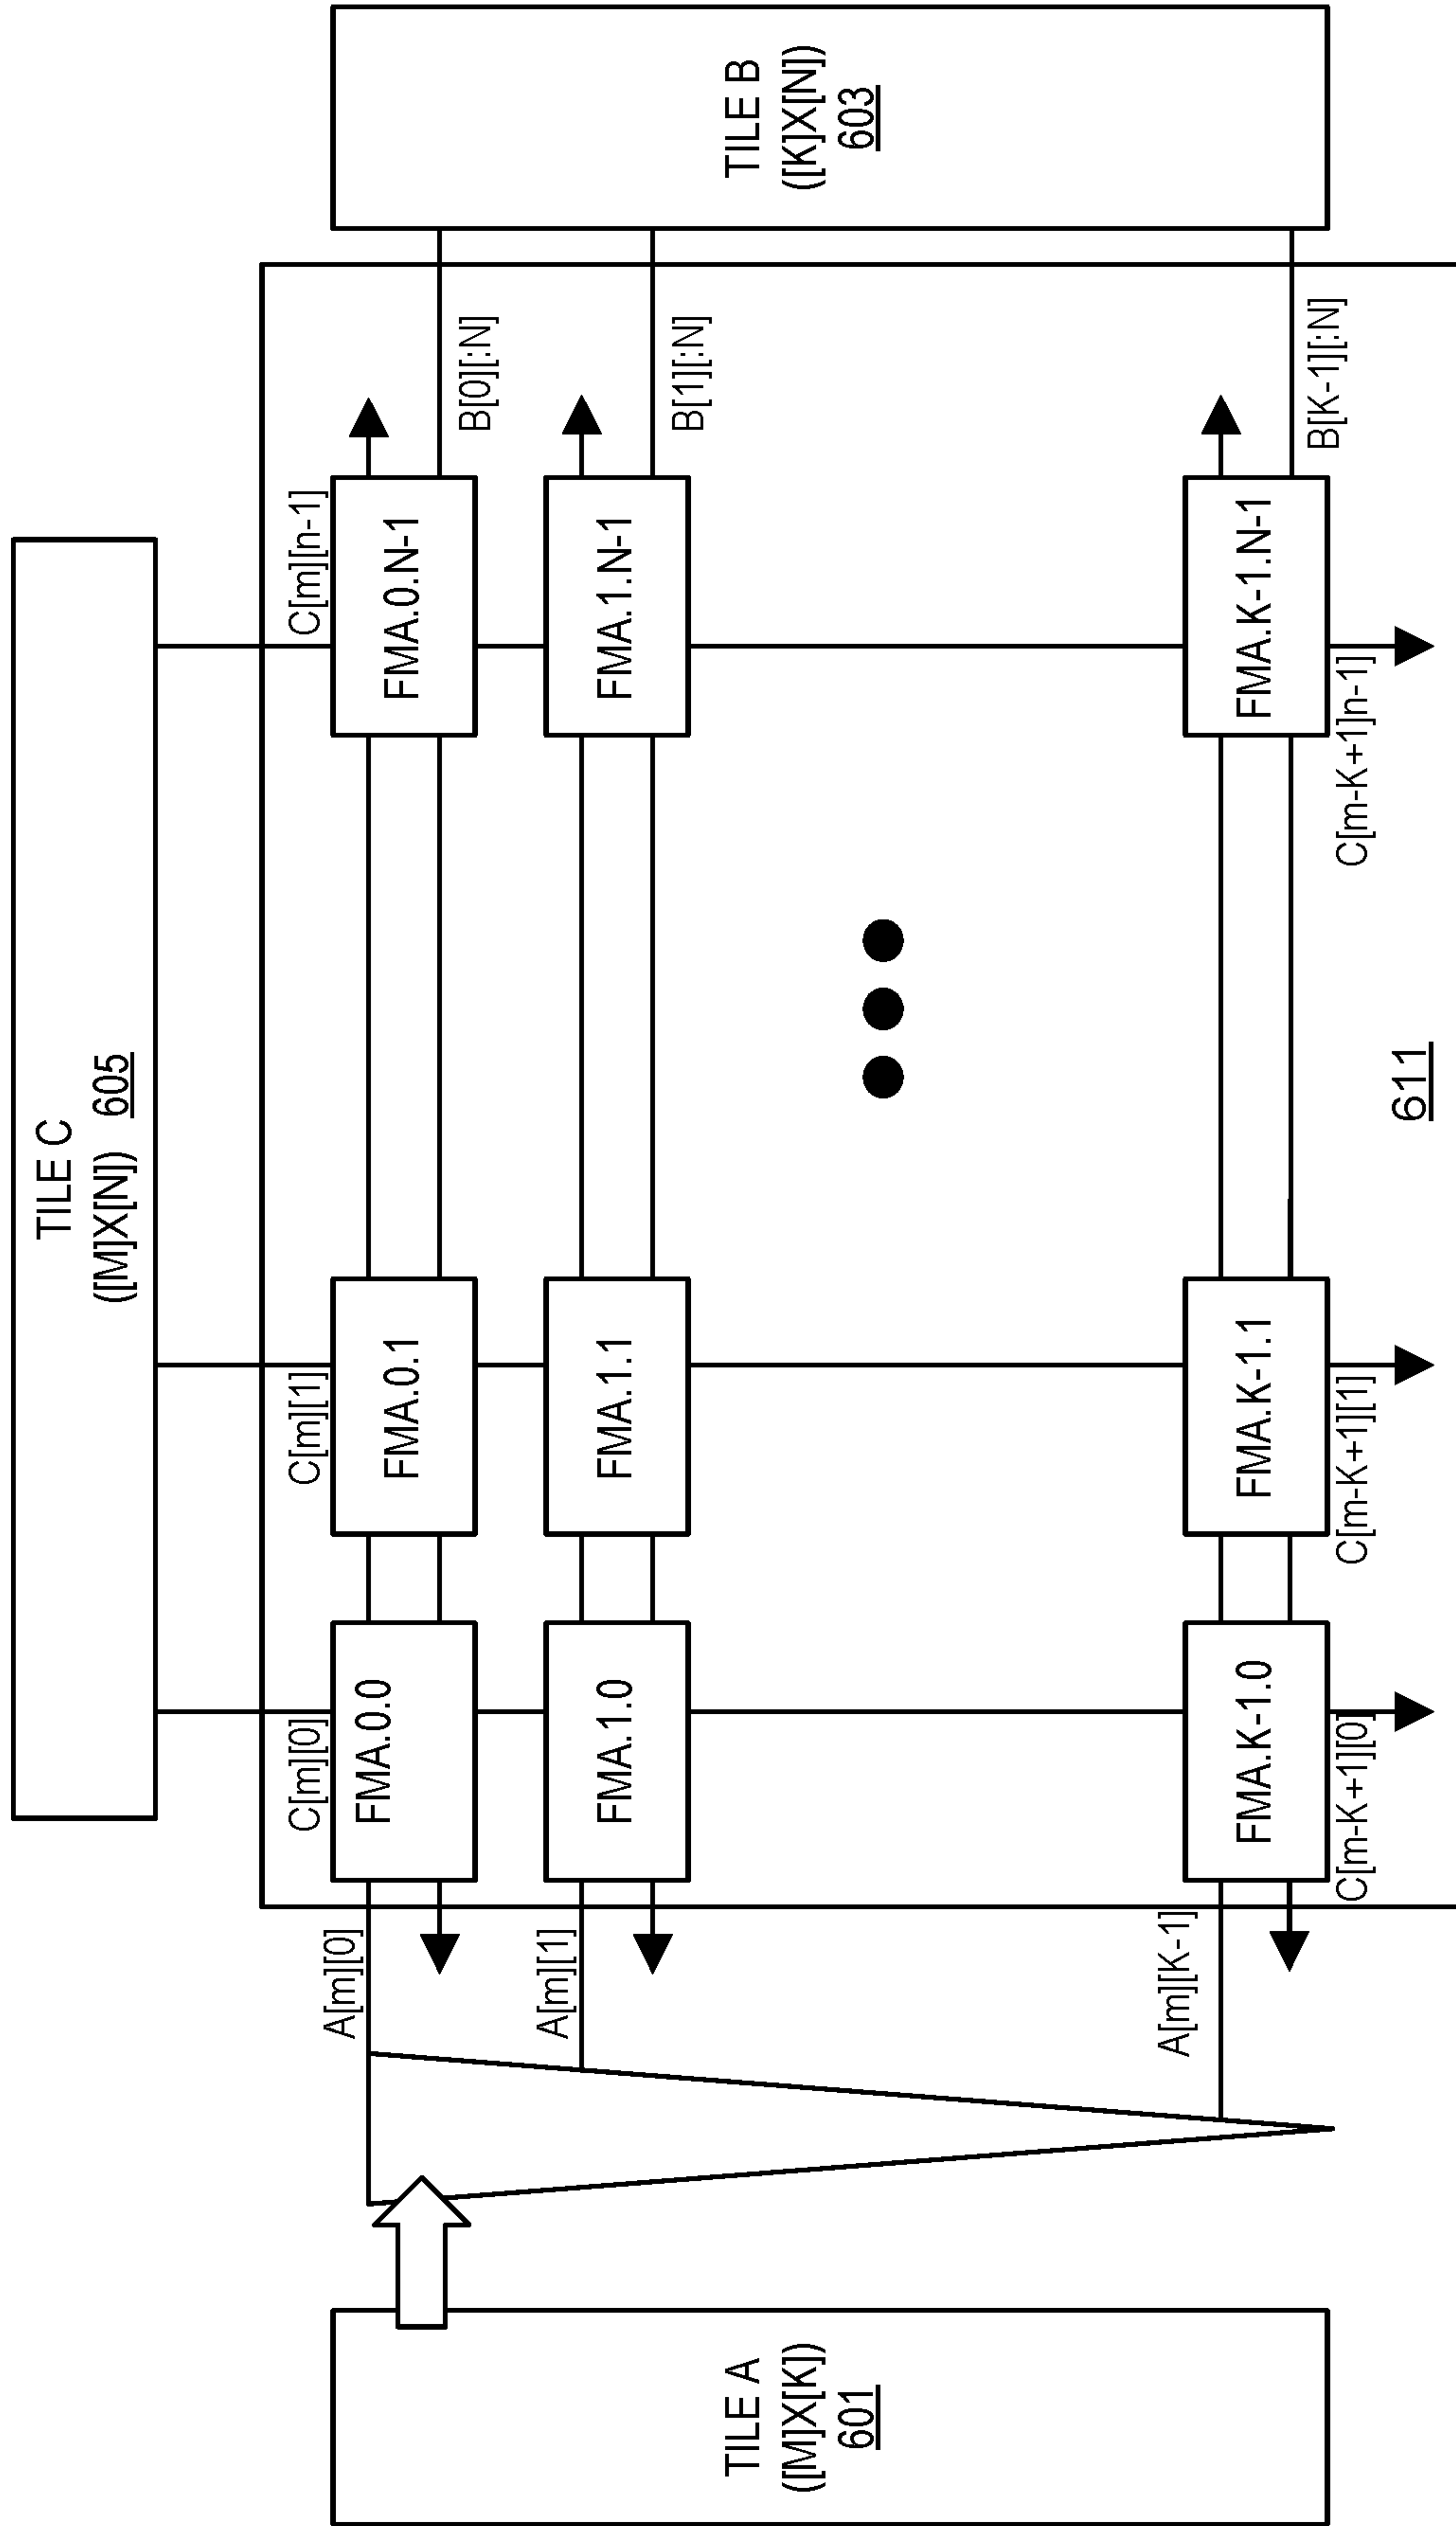 TILE C
([M]X[N]) 605
TILE A
([M]X[K])
601
TILE B
([K]X[N])
603
C[m][0]
C[m][1]
C[m][n-1]
A[m][0]
FMA.0.0
FMA.0.1
FMA.0.N-1
B[0][:N]
A[m][1]
FMA.1.0
FMA.1.1
FMA.1.N-1
B[1][:N]
A[m][K-1]
FMA.K-1.0
FMA.K-1.1
FMA.K-1.N-1
B[K-1][:N]
C[m-K+1][0]
C[m-K+1][1]
C[m-K+1]n-1]
611